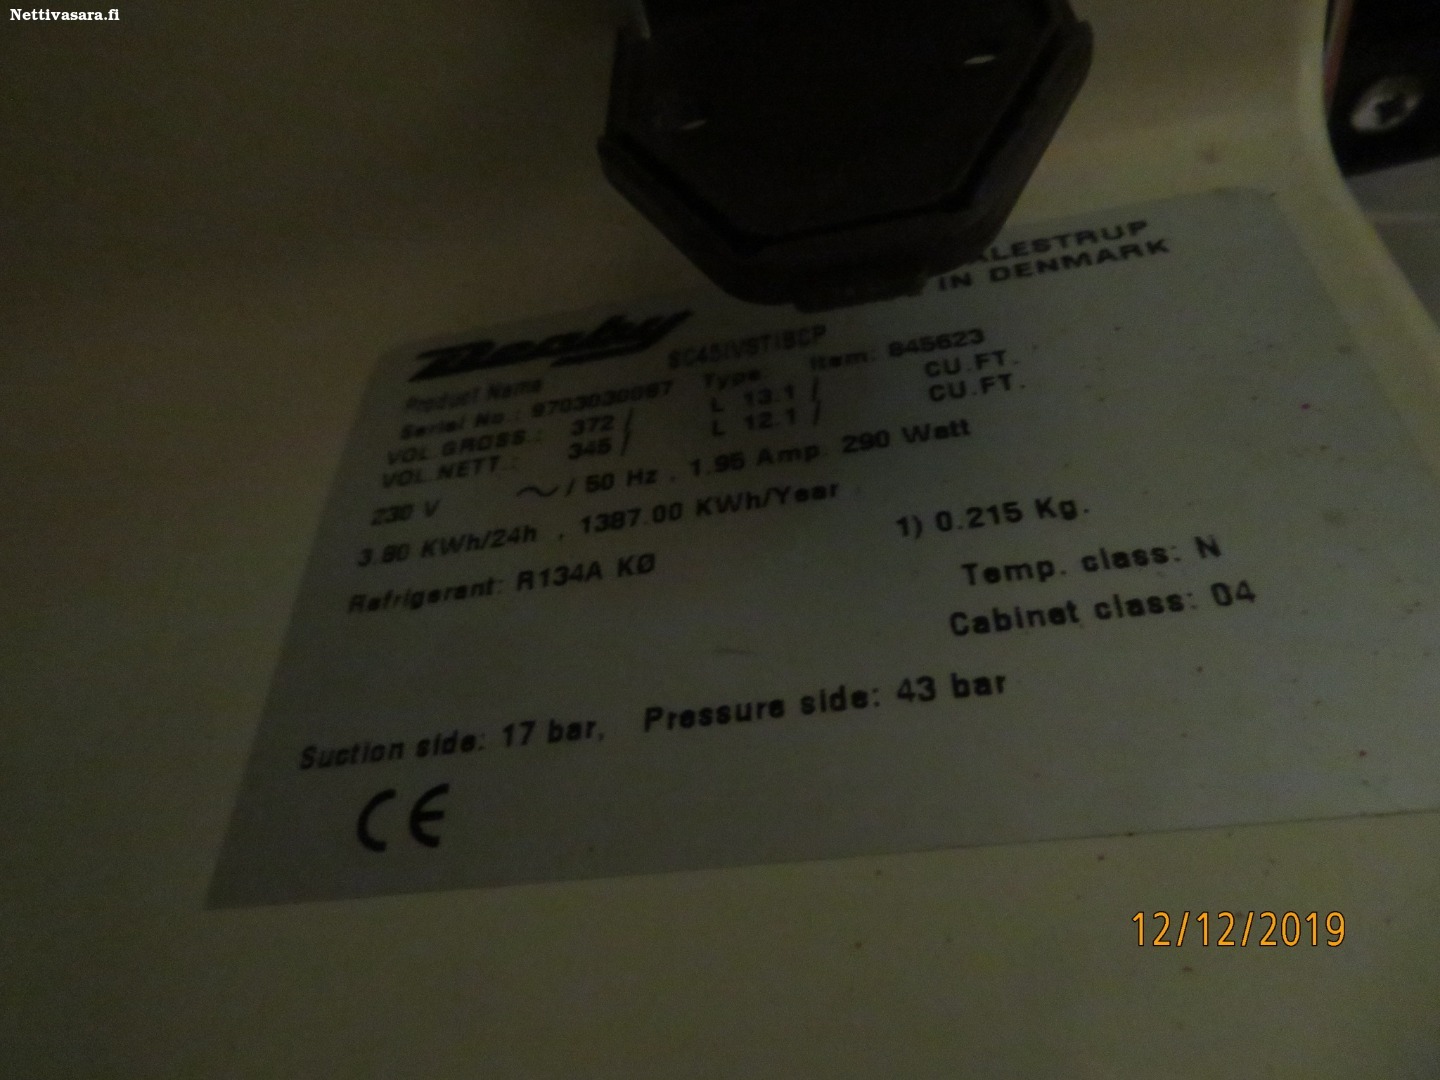 Nettivasara.fi
ALESTRUP
IN DENMARK
Derby
Product Name Type Item: 845623
Serial No.: 9703030087
VOL.GROSS.: 372 / L 13.1 / CU.FT.
VOL.NETT.: 345 / L 12.1 / CU.FT.
230 V ~ / 50 Hz , 1.95 Amp. 290 Watt
3.80 KWh/24h , 1387.00 KWh/Year
Refrigerant: R134A KØ 1) 0.215 Kg.
Temp. class: N
Cabinet class: 04
Suction side: 17 bar, Pressure side: 43 bar
CE
12/12/2019